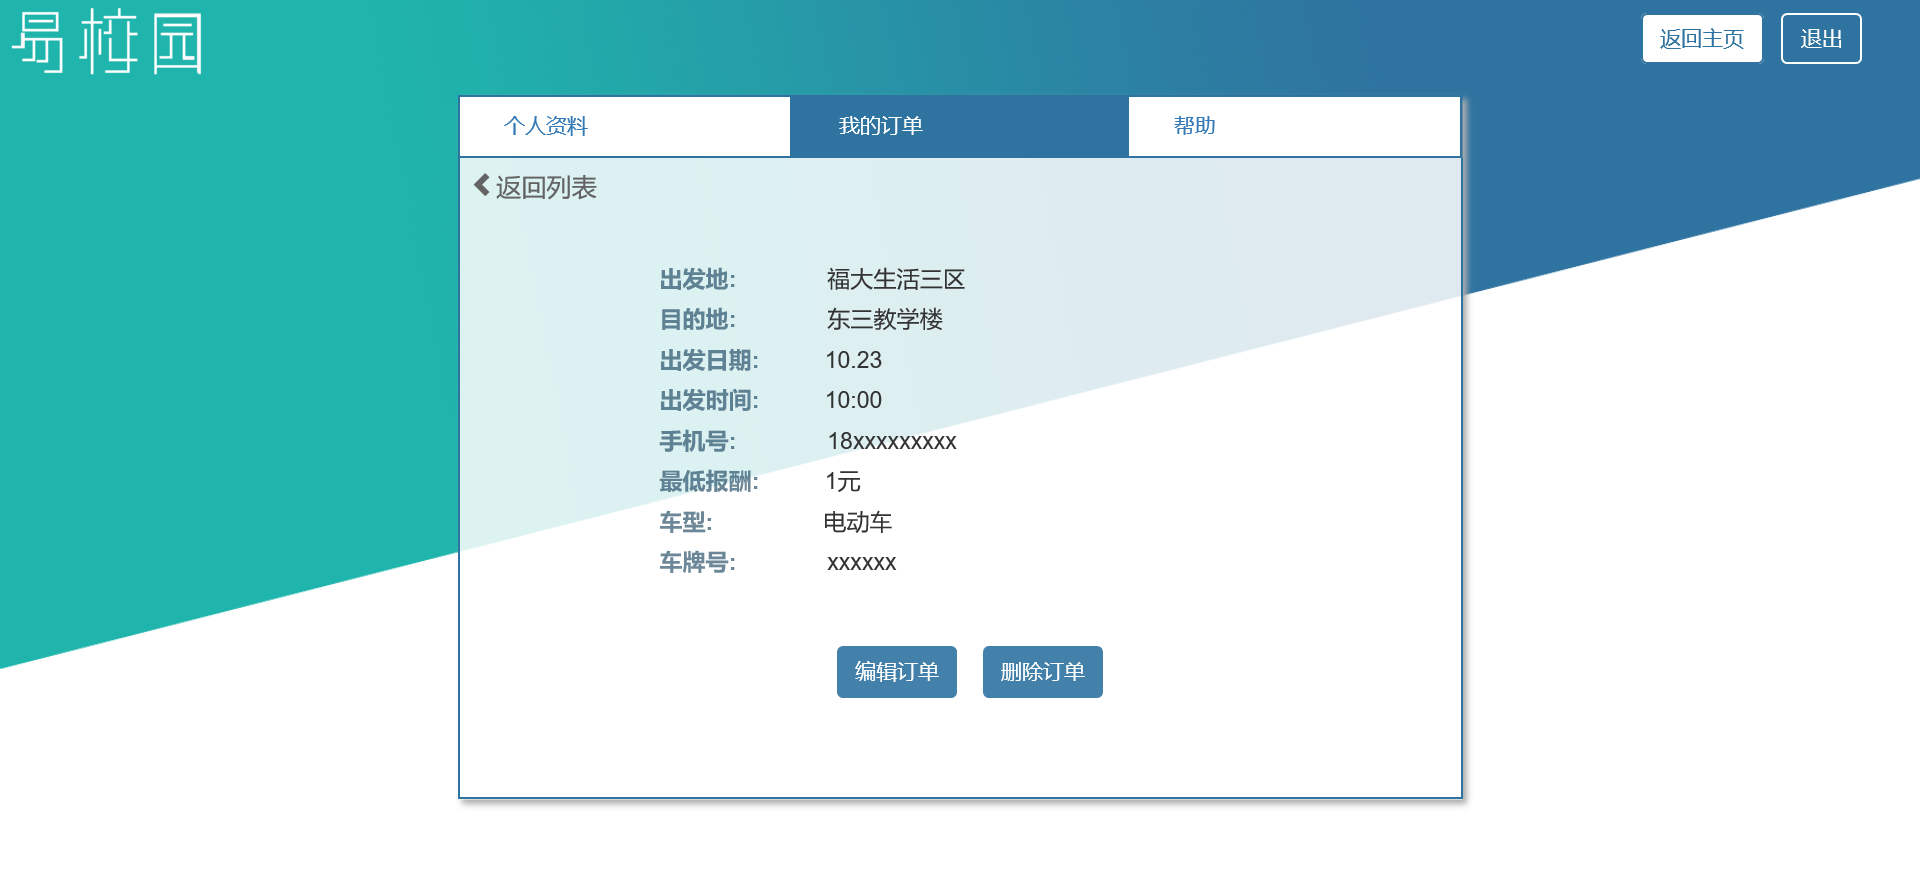 易校园
返回主页 退出
个人资料 我的订单 帮助
返回列表
出发地: 福大生活三区
目的地: 东三教学楼
出发日期: 10.23
出发时间: 10:00
手机号: 18xxxxxxxxx
最低报酬: 1元
车型: 电动车
车牌号: xxxxxx
编辑订单 删除订单